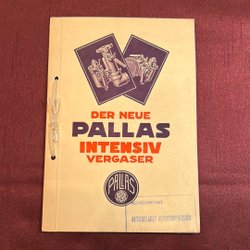 DER NEUE
PALLAS
INTENSIV
VERGASER
PALLAS